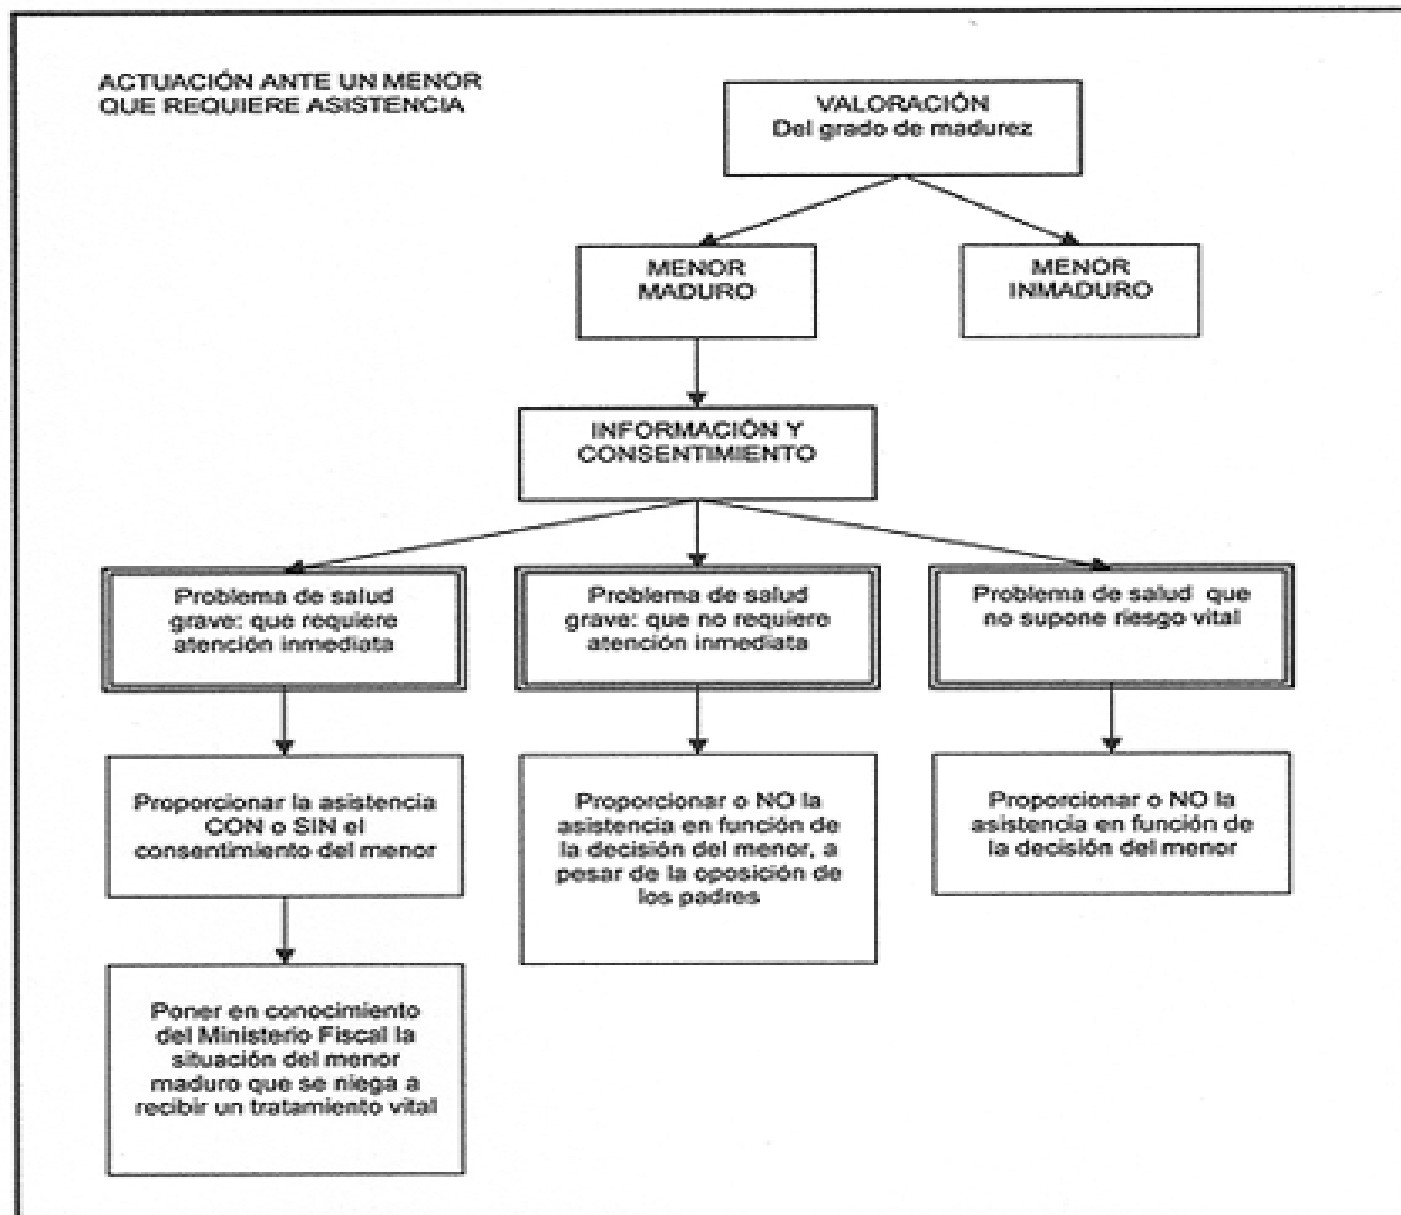 ACTUACIÓN ANTE UN MENOR
QUE REQUIERE ASISTENCIA
VALORACIÓN
Del grado de madurez
MENOR
MADURO
MENOR
INMADURO
INFORMACIÓN Y
CONSENTIMIENTO
Problema de salud
grave: que requiere
atención inmediata
Problema de salud
grave: que no requiere
atención inmediata
Problema de salud que
no supone riesgo vital
Proporcionar la asistencia
CON o SIN el
consentimiento del menor
Proporcionar o NO la
asistencia en función de
la decisión del menor, a
pesar de la oposición de
los padres
Proporcionar o NO la
asistencia en función de
la decisión del menor
Poner en conocimiento
del Ministerio Fiscal la
situación del menor
maduro que se niega a
recibir un tratamiento vital